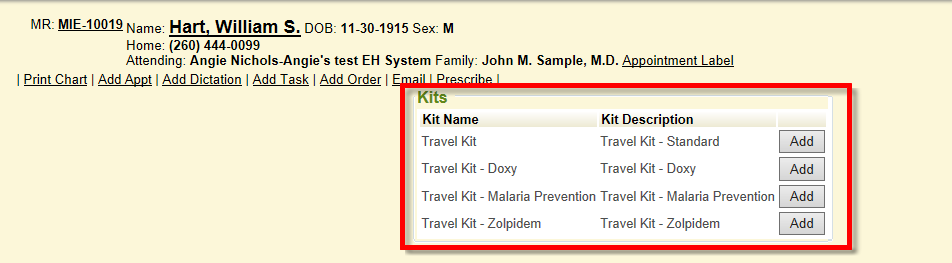 MR: MIE-10019 Name: Hart, William S. DOB: 11-30-1915 Sex: M
Home: (260) 444-0099
Attending: Angie Nichols-Angie's test EH System Family: John M. Sample, M.D. Appointment Label
| Print Chart | Add Appt | Add Dictation | Add Task | Add Order | Email | Prescribe |
Kits
Kit Name Kit Description
Travel Kit Travel Kit - Standard Add
Travel Kit - Doxy Travel Kit - Doxy Add
Travel Kit - Malaria Prevention Travel Kit - Malaria Prevention Add
Travel Kit - Zolpidem Travel Kit - Zolpidem Add